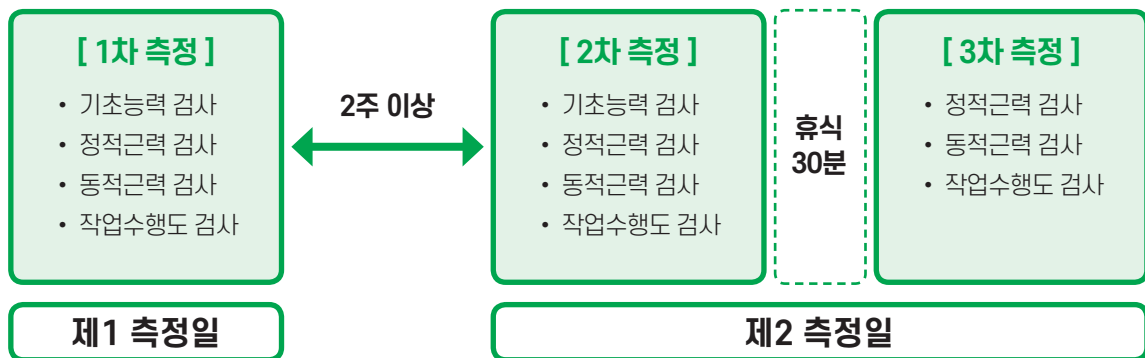 [ 1차 측정 ]
• 기초능력 검사
• 정적근력 검사
• 동적근력 검사
• 작업수행도 검사
2주 이상
[ 2차 측정 ]
• 기초능력 검사
• 정적근력 검사
• 동적근력 검사
• 작업수행도 검사
휴식
30분
[ 3차 측정 ]
• 정적근력 검사
• 동적근력 검사
• 작업수행도 검사
제1 측정일
제2 측정일